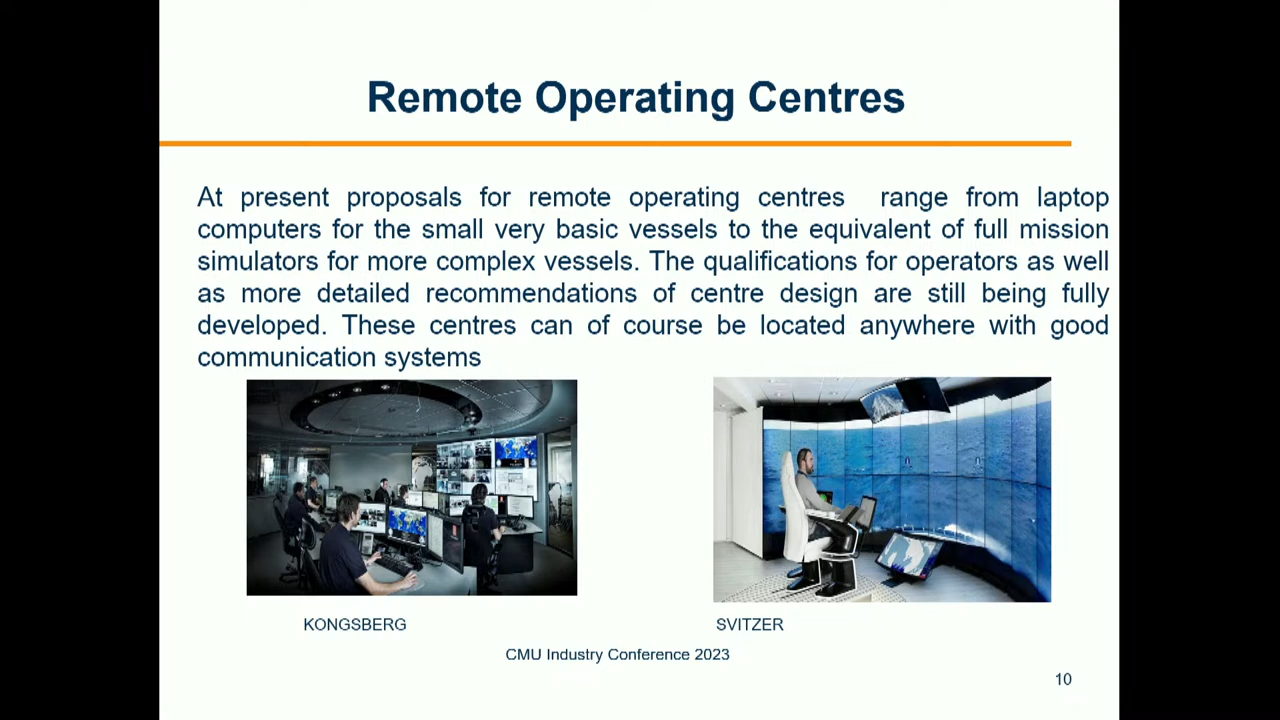 Remote Operating Centres
At present proposals for remote operating centres range from laptop
computers for the small very basic vessels to the equivalent of full mission
simulators for more complex vessels. The qualifications for operators as well
as more detailed recommendations of centre design are still being fully
developed. These centres can of course be located anywhere with good
communication systems
KONGSBERG
SVITZER
CMU Industry Conference 2023
10